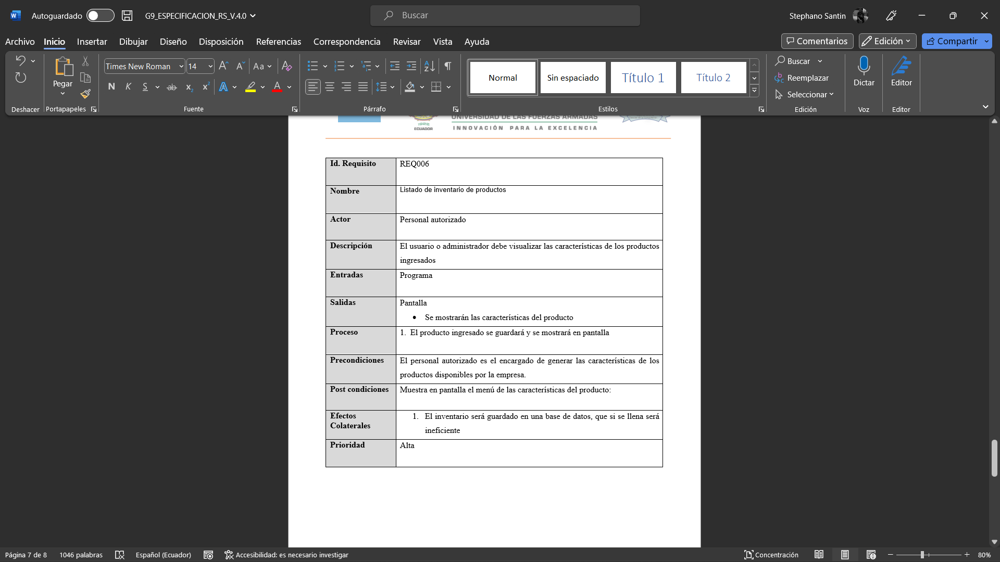 Autoguardado
G9_ESPECIFICACION_RS_V.4.0
Buscar
Stephano Santin
Archivo Inicio Insertar Dibujar Diseño Disposición Referencias Correspondencia Revisar Vista Ayuda
Comentarios Edición Compartir
Pegar
Times New Roman 14
Aa
N K S ab x₂ x² A A
Normal
Sin espaciado
Título 1
Título 2
Buscar
Reemplazar
Seleccionar
Dictar
Editor
Deshacer Portapapeles Fuente Párrafo Estilos Edición Voz Editor
1922
ECUADOR
UNIVERSIDAD DE LAS FUERZAS ARMADAS
INNOVACIÓN PARA LA EXCELENCIA
Id. Requisito REQ006
Nombre Listado de inventario de productos
Actor Personal autorizado
Descripción El usuario o administrador debe visualizar las características de los productos
ingresados
Entradas Programa
Salidas Pantalla
• Se mostrarán las características del producto
Proceso 1. El producto ingresado se guardará y se mostrará en pantalla
Precondiciones El personal autorizado es el encargado de generar las características de los
productos disponibles por la empresa.
Post condiciones Muestra en pantalla el menú de las características del producto:
Efectos
Colaterales
1. El inventario será guardado en una base de datos, que si se llena será
ineficiente
Prioridad Alta
Página 7 de 8 1046 palabras Español (Ecuador) Accesibilidad: es necesario investigar
Concentración 80%